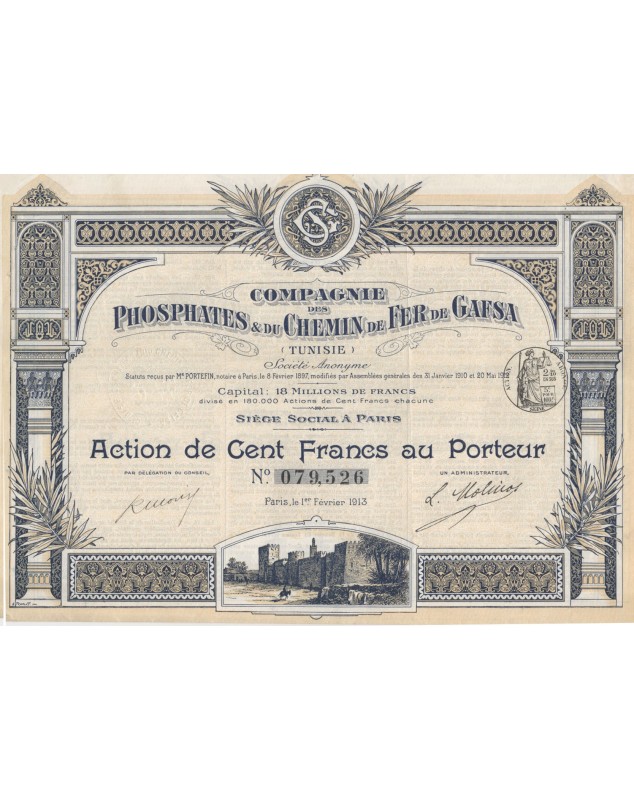 COMPAGNIE
DES
PHOSPHATES & DU CHEMIN DE FER DE GAFSA
(TUNISIE)
Société Anonyme
Statuts reçus par Me PORTEFIN, notaire à Paris, le 8 Février 1897, modifiés par Assemblées générales des 31 Janvier 1910 et 20 Mai
Capital: 18 MILLIONS DE FRANCS
divisé en 180.000 Actions de Cent Francs chacune
SIÈGE SOCIAL À PARIS
Action de Cent Francs au Porteur
PAR DÉLÉGATION DU CONSEIL,
UN ADMINISTRATEUR,
No. 079,526
L. Molinos
Paris, le 1er Février 1913